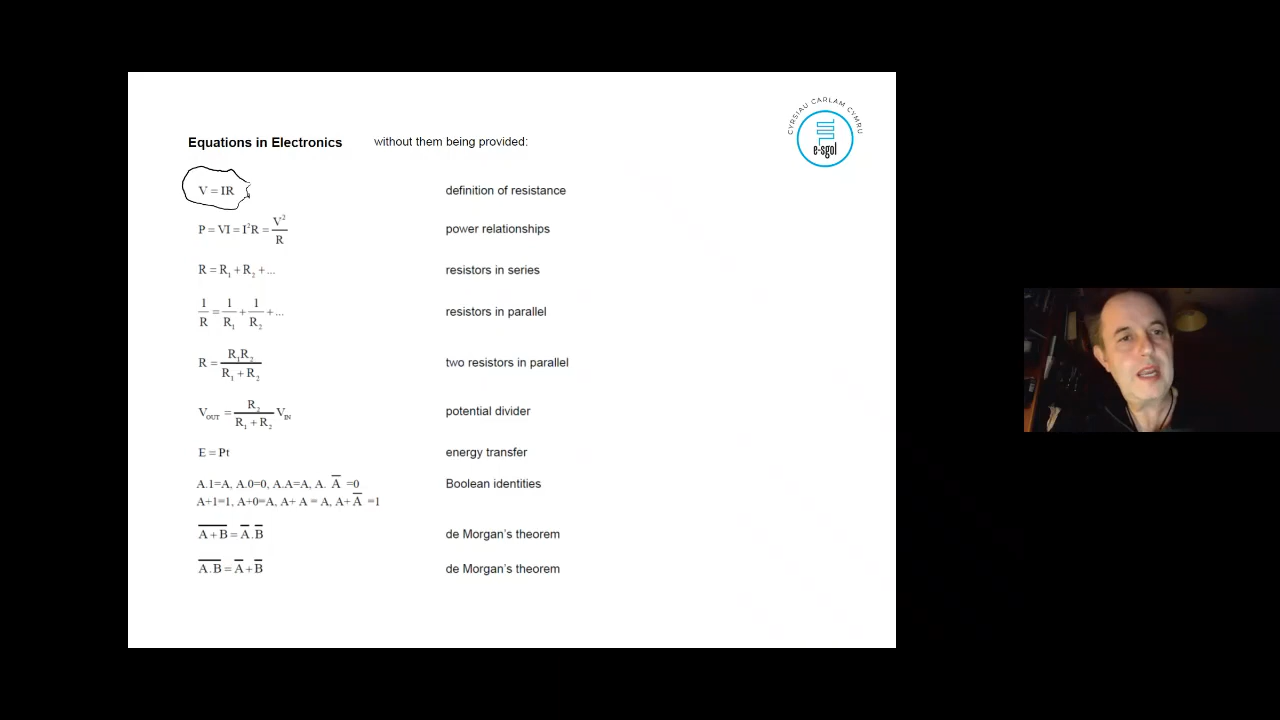 CYRSIAU CARLAM CYMRU
e-sgol
Equations in Electronics without them being provided:
V = IR definition of resistance
P = VI = I²R = V²/R power relationships
R = R₁ + R₂ + ... resistors in series
1/R = 1/R₁ + 1/R₂ + ... resistors in parallel
R = R₁R₂/R₁ + R₂ two resistors in parallel
V_OUT = R₂/R₁ + R₂ V_IN potential divider
E = Pt energy transfer
A.1=A, A.0=0, A.A=A, A. A̅ =0 Boolean identities
A+1=1, A+0=A, A+ A = A, A+ A̅ =1
A̅ ̅+̅ ̅B̅ = A̅ . B̅ de Morgan's theorem
A̅ ̅.̅ ̅B̅ = A̅ + B̅ de Morgan's theorem